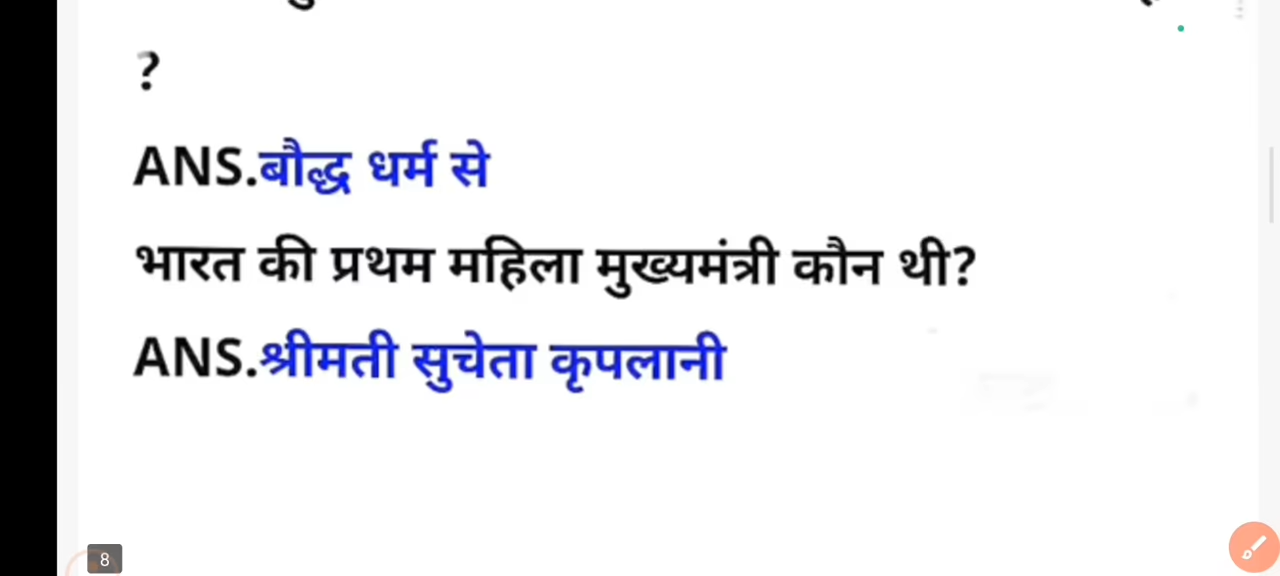 ?
ANS.बौद्ध धर्म से
भारत की प्रथम महिला मुख्यमंत्री कौन थी?
ANS.श्रीमती सुचेता कृपलानी
8